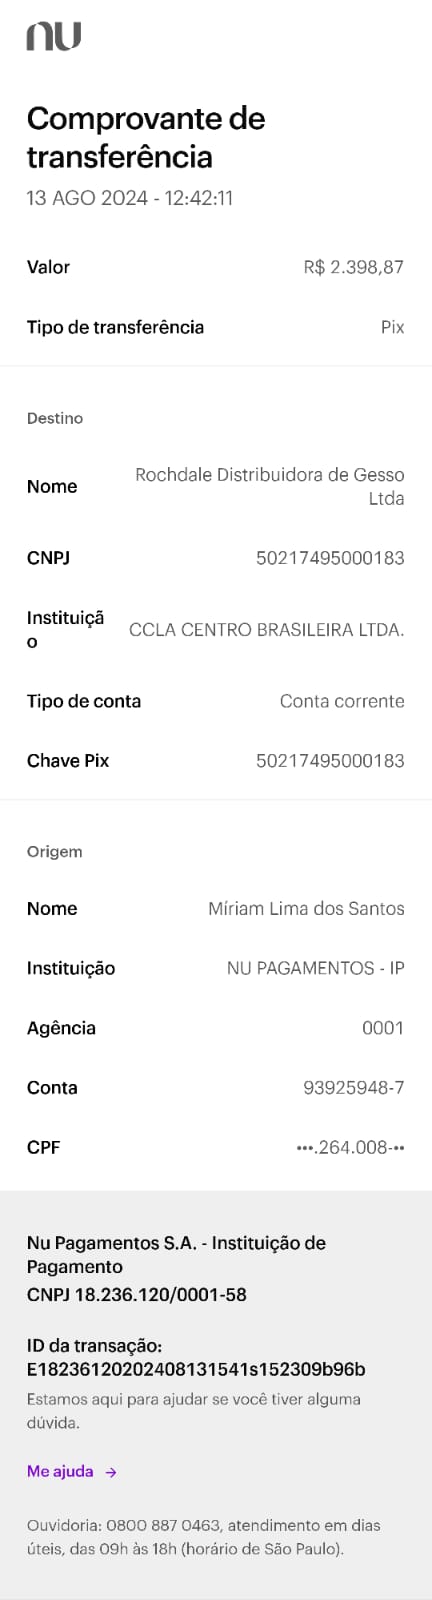 nu
Comprovante de
transferência
13 AGO 2024 - 12:42:11
Valor R$ 2.398,87
Tipo de transferência Pix
Destino
Nome Rochdale Distribuidora de Gesso
Ltda
CNPJ 50217495000183
Instituiçã
o CCLA CENTRO BRASILEIRA LTDA.
Tipo de conta Conta corrente
Chave Pix 50217495000183
Origem
Nome Míriam Lima dos Santos
Instituição NU PAGAMENTOS - IP
Agência 0001
Conta 93925948-7
CPF •••.264.008-••
Nu Pagamentos S.A. - Instituição de
Pagamento
CNPJ 18.236.120/0001-58
ID da transação:
E18236120202408131541s152309b96b
Estamos aqui para ajudar se você tiver alguma
dúvida.
Me ajuda →
Ouvidoria: 0800 887 0463, atendimento em dias
úteis, das 09h às 18h (horário de São Paulo).